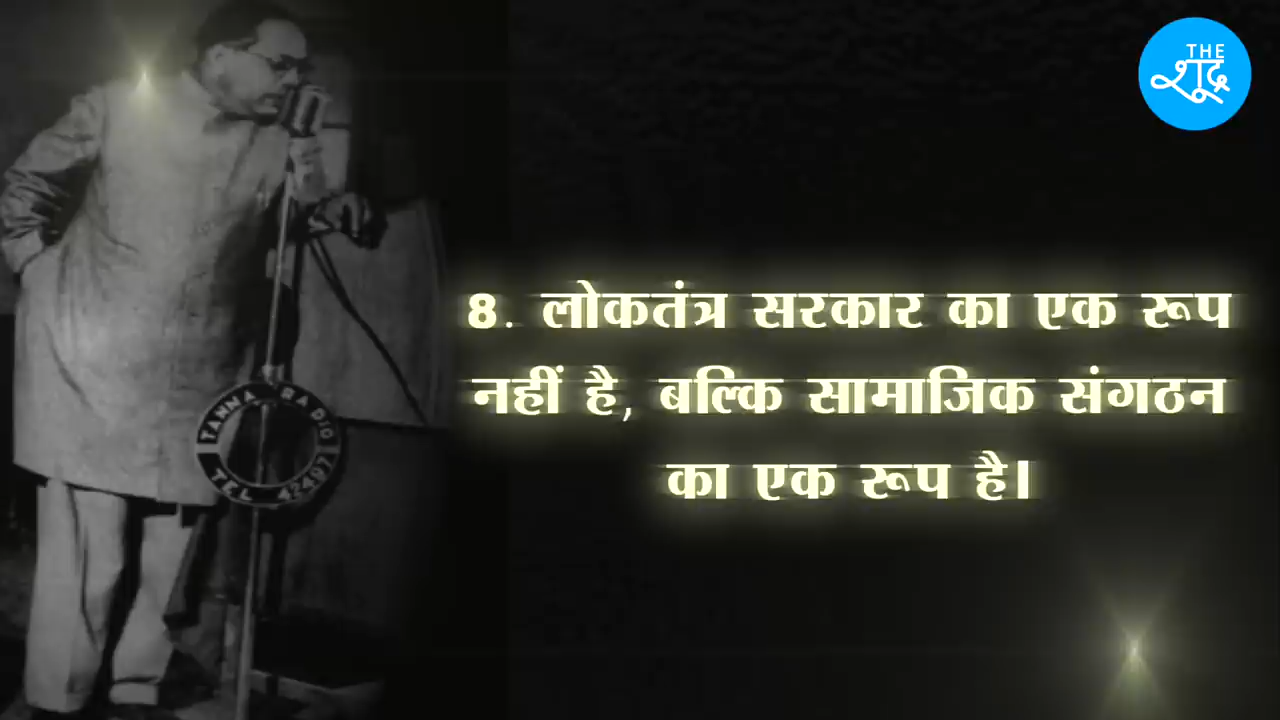 THE
शूद्र
8. लोकतंत्र सरकार का एक रूप
नहीं है, बल्कि सामाजिक संगठन
का एक रूप है।
TANNA RADIO
TEL 42497